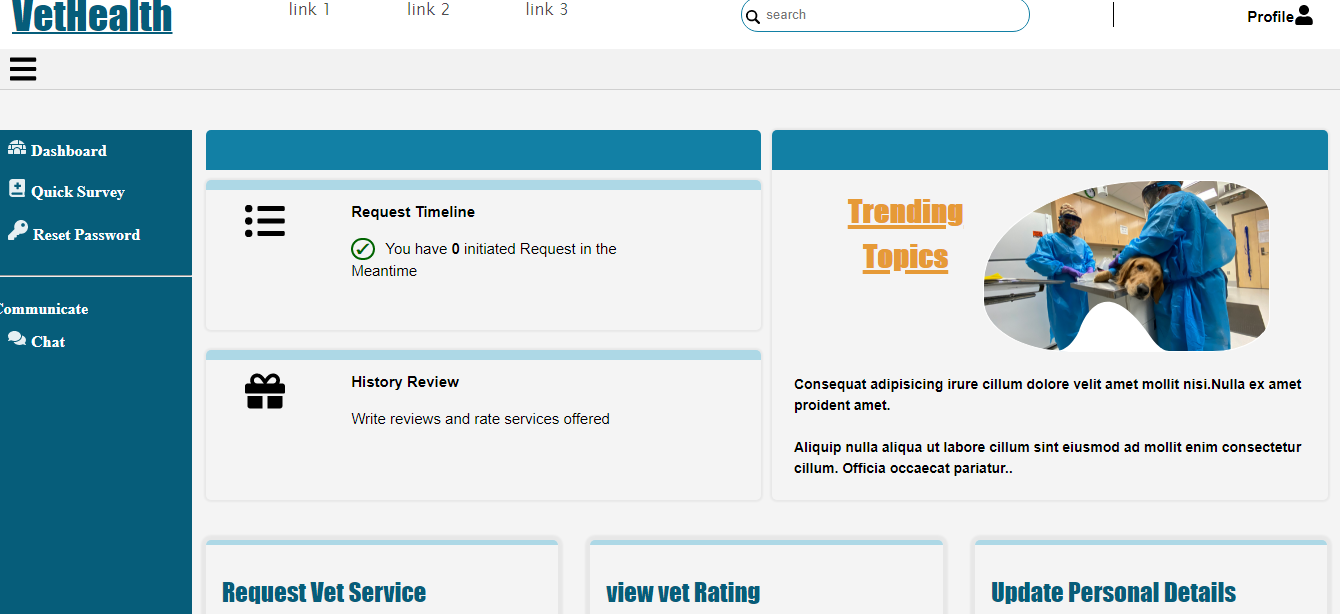 VetHealth
link 1
link 2
link 3
search
Profile
Dashboard
Quick Survey
Reset Password
Communicate
Chat
Request Timeline
You have 0 initiated Request in the
Meantime
History Review
Write reviews and rate services offered
Trending
Topics
Consequat adipisicing irure cillum dolore velit amet mollit nisi.Nulla ex amet
proident amet.
Aliquip nulla aliqua ut labore cillum sint eiusmod ad mollit enim consectetur
cillum. Officia occaecat pariatur..
Request Vet Service
view vet Rating
Update Personal Details